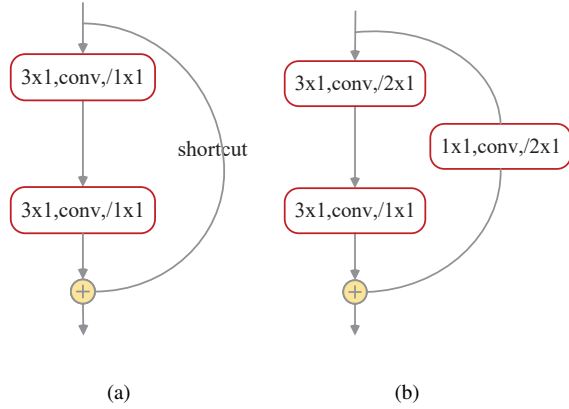 3x1,conv,/1x1
shortcut
3x1,conv,/1x1
(a)
3x1,conv,/2x1
1x1,conv,/2x1
3x1,conv,/1x1
(b)